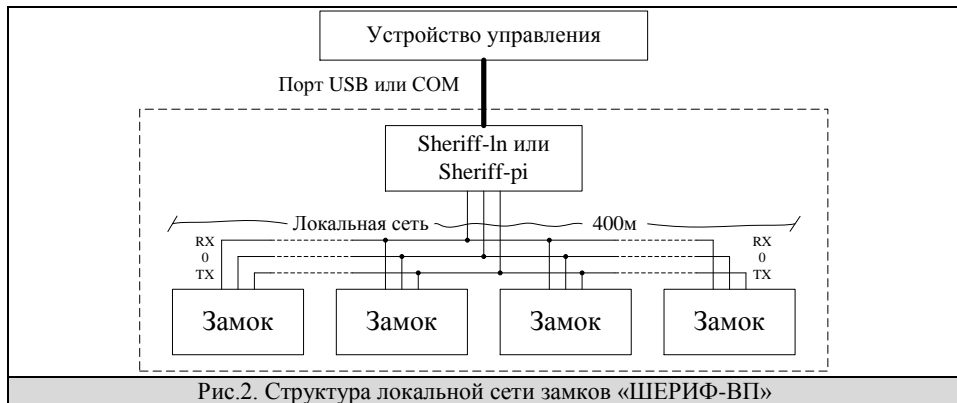 Устройство управления
Порт USB или COM
Sheriff-ln или
Sheriff-pi
Локальная сеть 400м
RX RX
0 0
TX TX
Замок Замок Замок Замок
Рис.2. Структура локальной сети замков «ШЕРИФ-ВП»